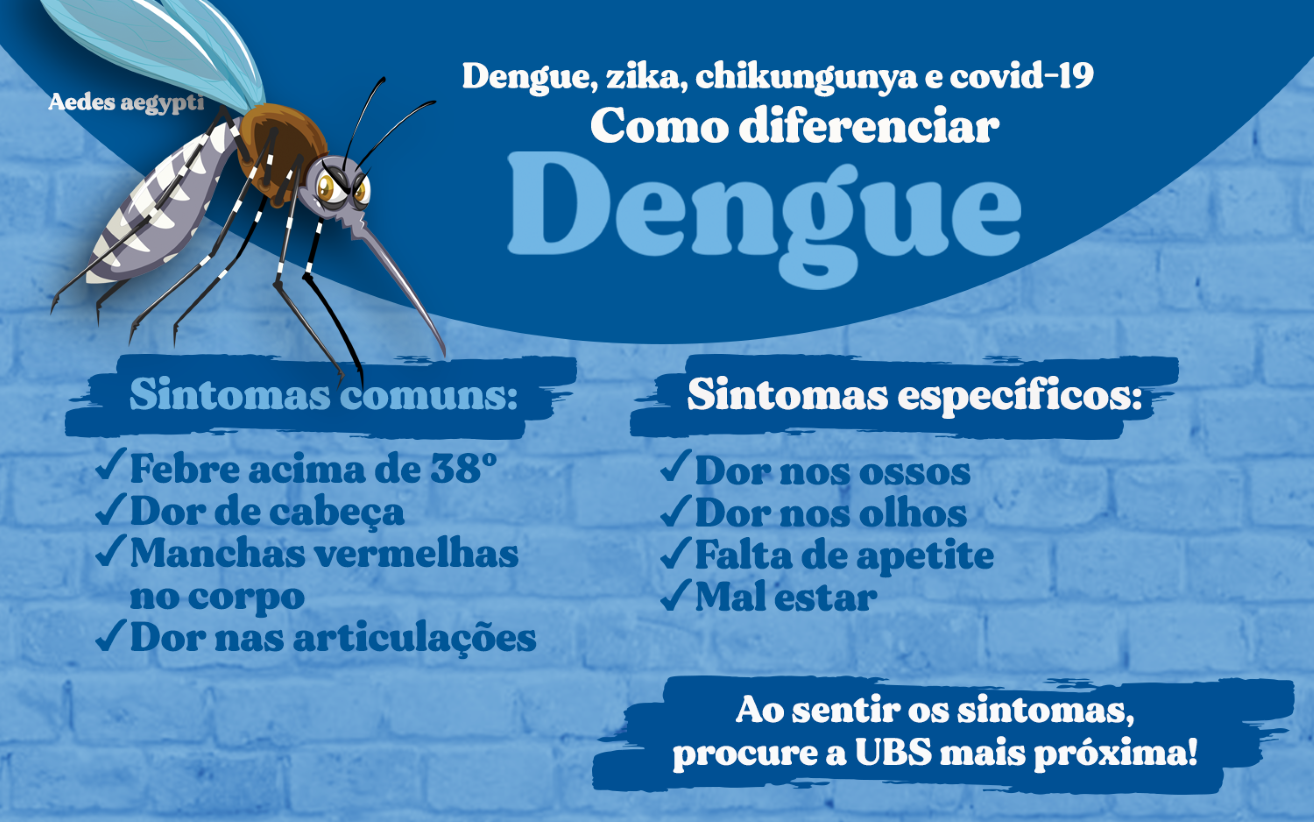 Aedes aegypti
Dengue, zika, chikungunya e covid-19
Como diferenciar
Dengue
Sintomas comuns:
✓Febre acima de 38º
✓Dor de cabeça
✓Manchas vermelhas
no corpo
✓Dor nas articulações
Sintomas específicos:
✓Dor nos ossos
✓Dor nos olhos
✓Falta de apetite
✓Mal estar
Ao sentir os sintomas,
procure a UBS mais próxima!